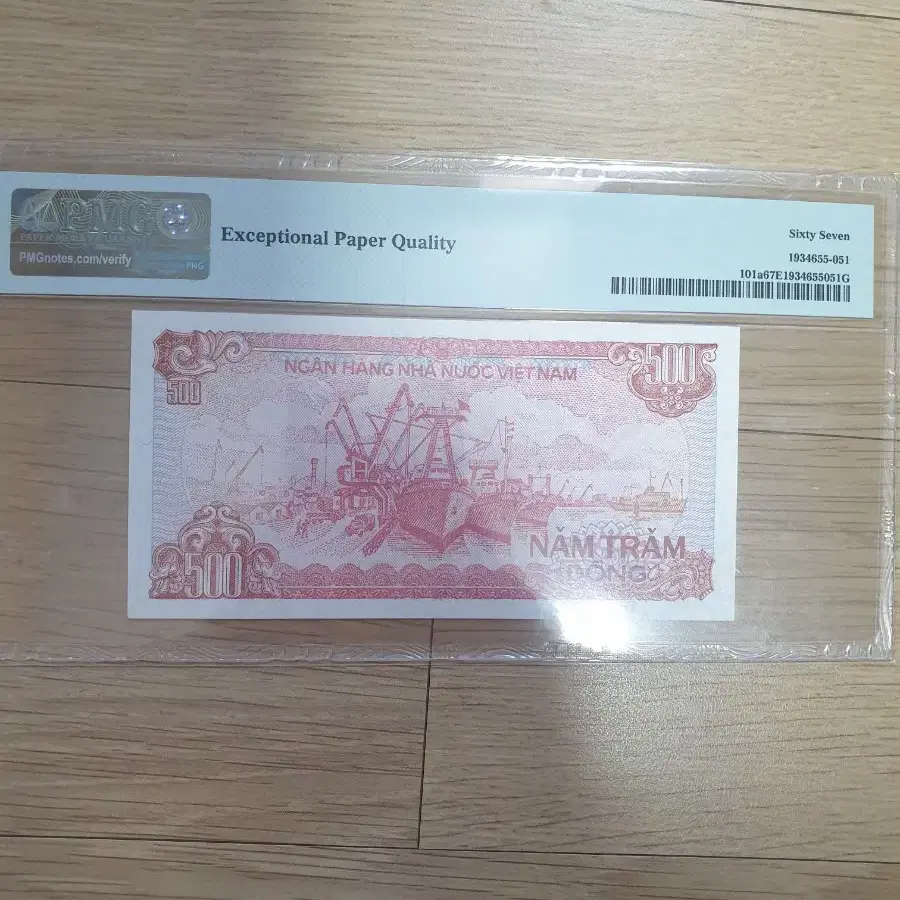 PMG
PMGnotes.com/verify
PMG
Exceptional Paper Quality
Sixty Seven
1934655-051
101a67E1934655051G
NGÂN HÀNG NHÀ NƯỚC VIỆT NAM
500
500
500
NĂM TRĂM
ĐỒNG